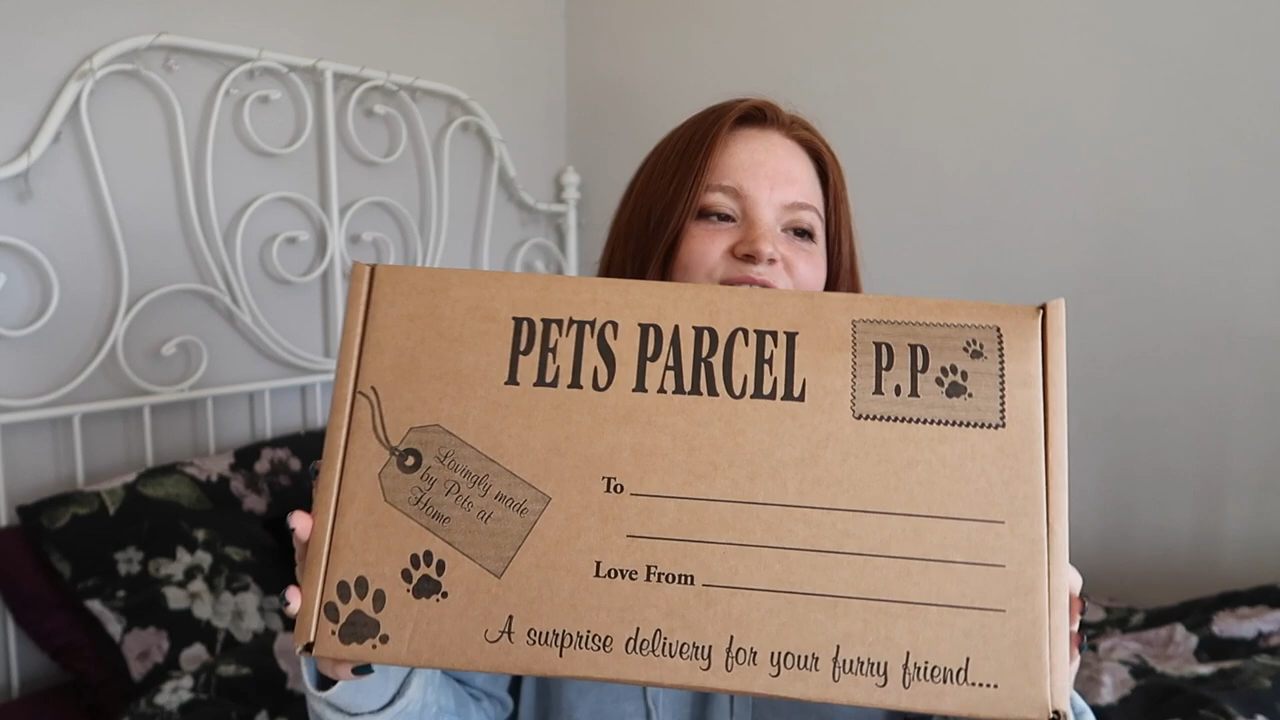 PETS PARCEL
P.P
Lovingly made
by Pets at
Home
To
Love From
A surprise delivery for your furry friend....